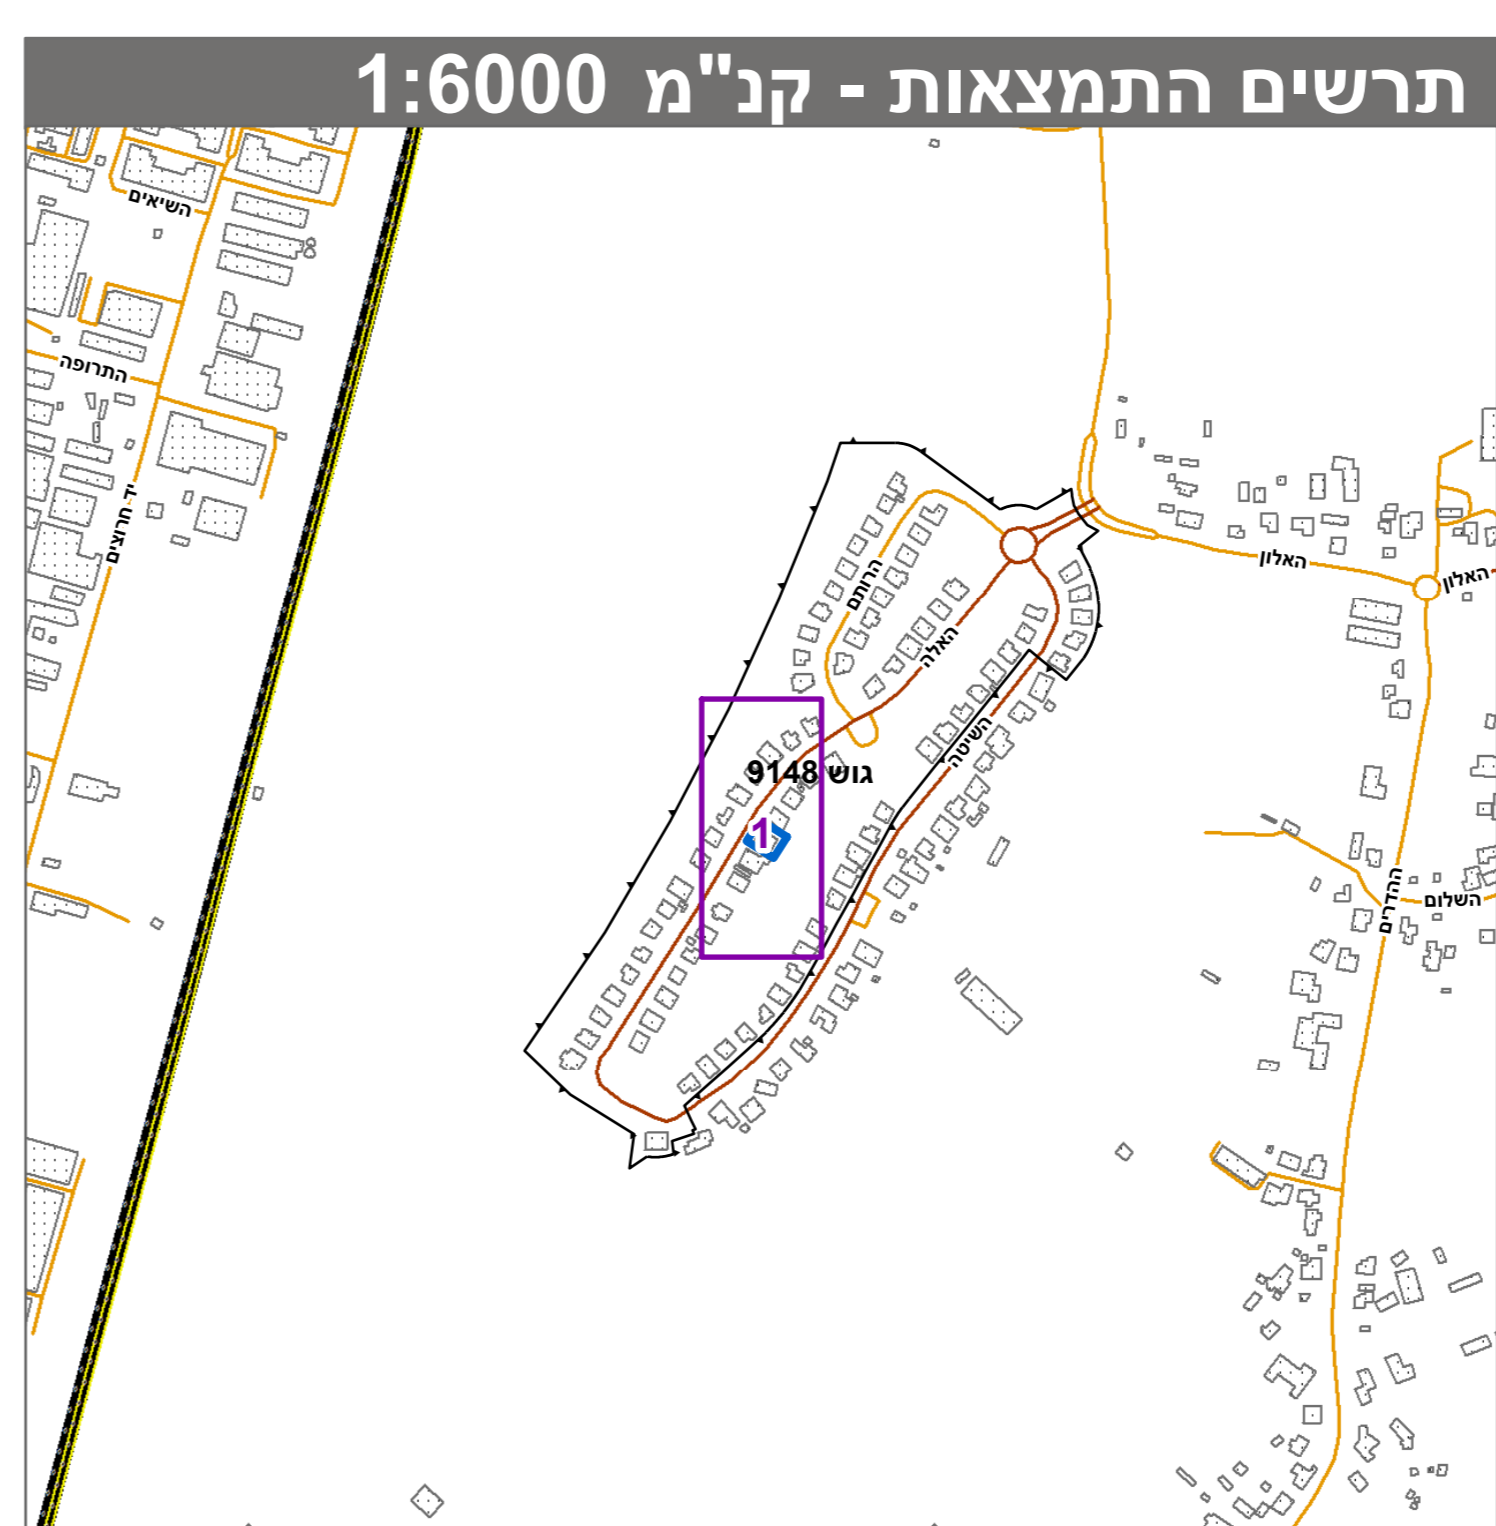 תרשים התמצאות - קנ"מ 1:6000
השיאים
התרופה
יד חרוצים
הרותם
האלה
השיטה
האלון
האלון
גוש 9148
1
ההדרים
השלום